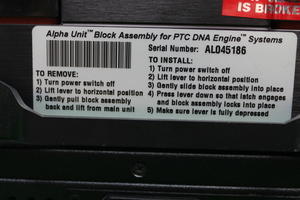 IS BROKE
Alpha Unit™ Block Assembly for PTC DNA Engine™ Systems
Serial Number: AL045186
TO REMOVE:
1) Turn power switch off
2) Lift lever to horizontal position
3) Gently pull block assembly
back and lift from main unit
TO INSTALL:
1) Turn power switch off
2) Lift lever to horizontal position
3) Gently slide block assembly into place
4) Press lever down so that latch engages
and block assembly locks into place
5) Make sure lever is fully depressed